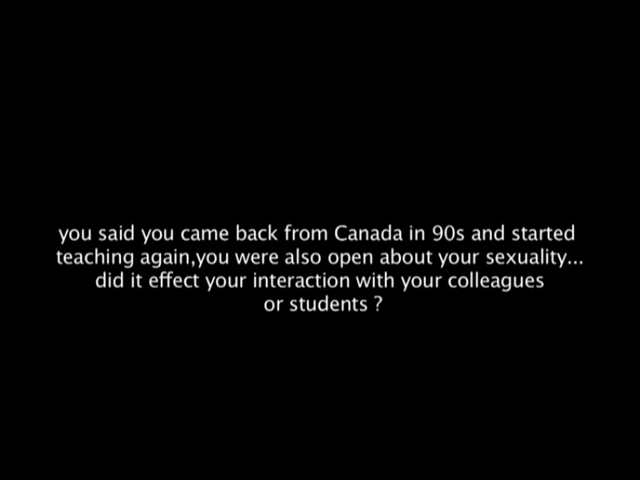 you said you came back from Canada in 90s and started
teaching again,you were also open about your sexuality...
did it effect your interaction with your colleagues
or students ?